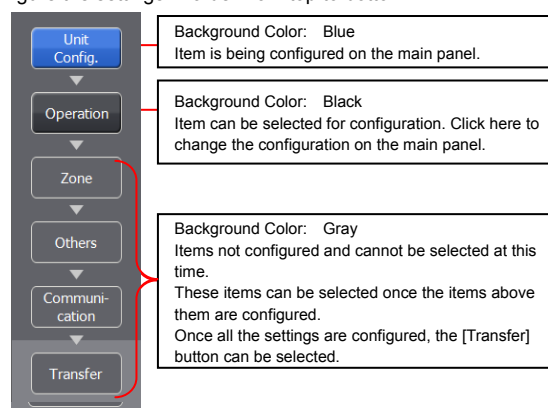 Unit
Config.
Operation
Zone
Others
Communi-
cation
Transfer
Background Color: Blue
Item is being configured on the main panel.
Background Color: Black
Item can be selected for configuration. Click here to
change the configuration on the main panel.
Background Color: Gray
Items not configured and cannot be selected at this
time.
These items can be selected once the items above
them are configured.
Once all the settings are configured, the [Transfer]
button can be selected.